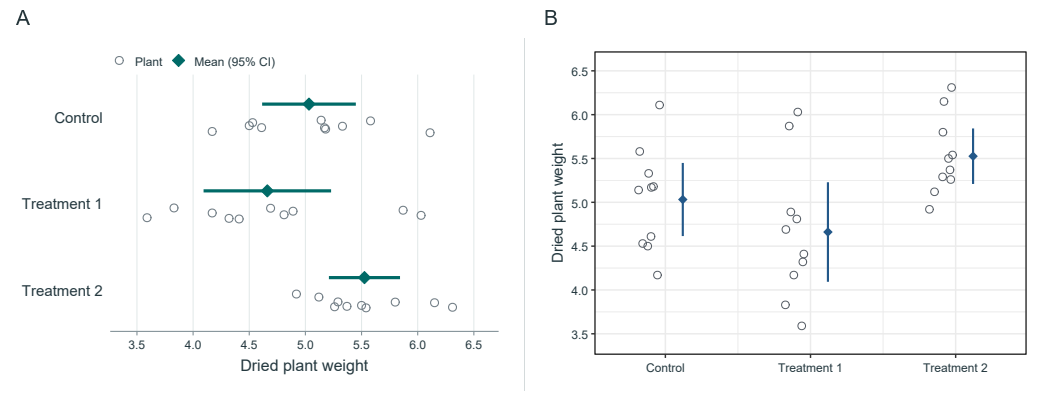 A
Plant Mean (95% CI)
Control
Treatment 1
Treatment 2
3.5 4.0 4.5 5.0 5.5 6.0 6.5
Dried plant weight
B
Dried plant weight
6.5
6.0
5.5
5.0
4.5
4.0
3.5
Control Treatment 1 Treatment 2